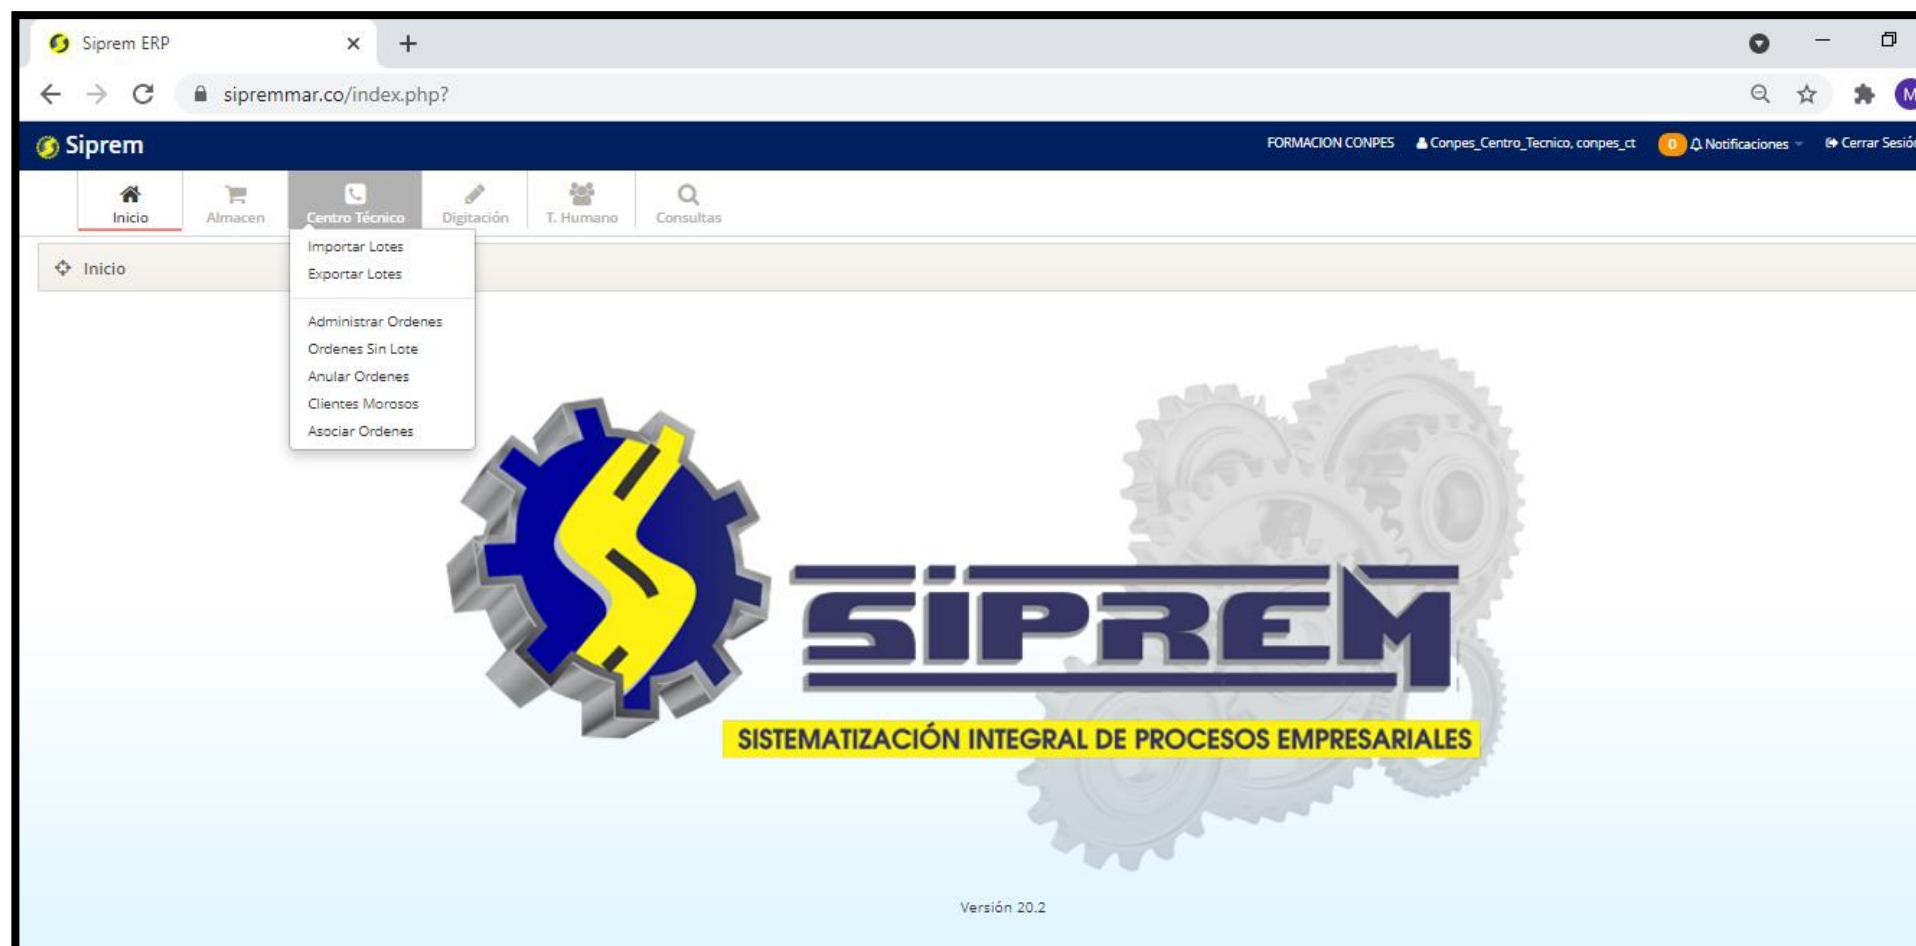 Siprem ERP
sipremmar.co/index.php?
Siprem
FORMACION CONPES Conpes_Centro_Tecnico, conpes_ct 0 Notificaciones Cerrar Sesión
Inicio Almacen Centro Técnico Digitación T. Humano Consultas
Inicio
Importar Lotes
Exportar Lotes
Administrar Ordenes
Ordenes Sin Lote
Anular Ordenes
Clientes Morosos
Asociar Ordenes
SIPREM
SISTEMATIZACIÓN INTEGRAL DE PROCESOS EMPRESARIALES
Versión 20.2